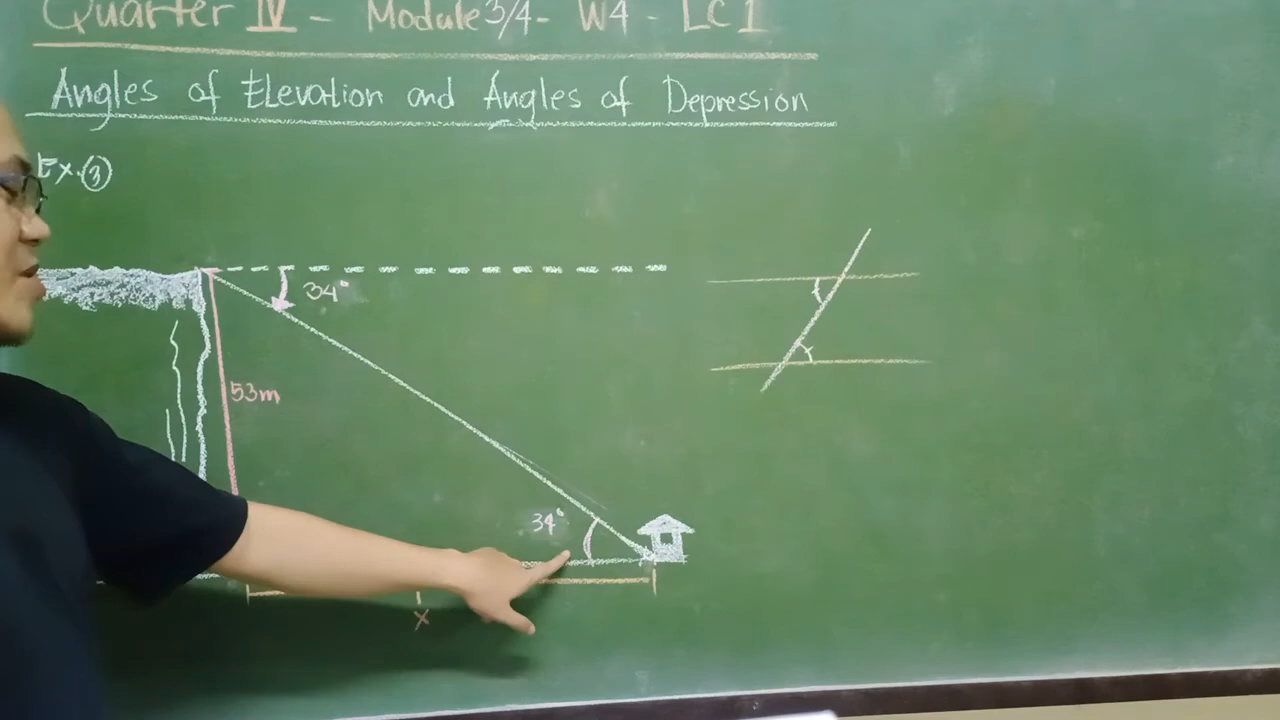 Quarter IV - Module 3/4 - W4 - LC 1
Angles of Elevation and Angles of Depression
Ex. 3
34°
53m
34°
X